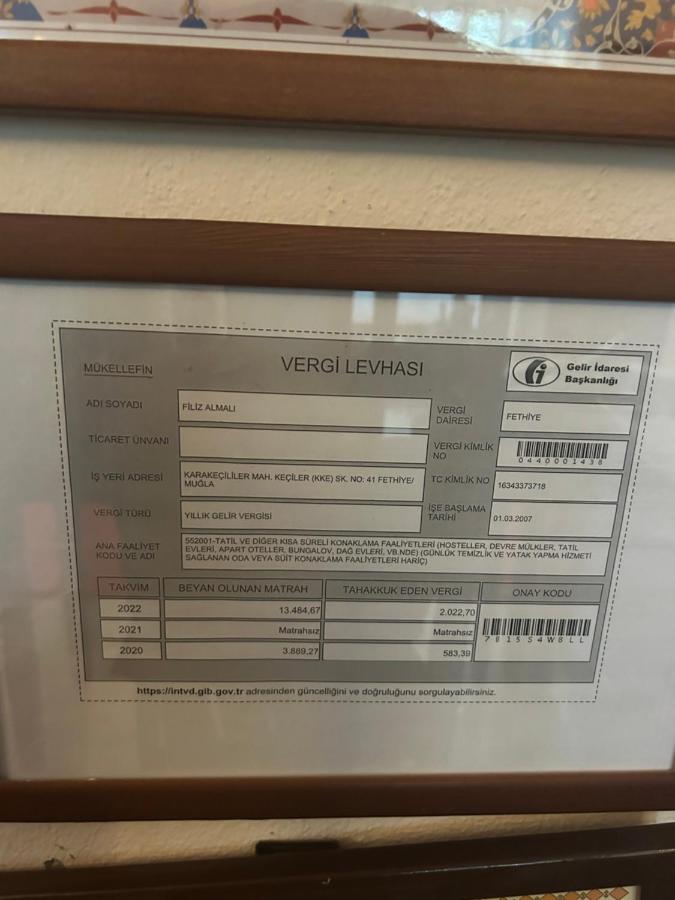 VERGİ LEVHASI
MÜKELLEFİN
Gelir İdaresi
Başkanlığı
ADI SOYADI
FİLİZ ALMALI
VERGİ
DAİRESİ
FETHİYE
TİCARET ÜNVANI
VERGİ KİMLİK
NO
0440001438
İŞ YERİ ADRESİ
KARAKEÇİLİLER MAH. KEÇİLER (KKE) SK. NO: 41 FETHİYE/
MUĞLA
TC KİMLİK NO
16343373718
VERGİ TÜRÜ
YILLIK GELİR VERGİSİ
İŞE BAŞLAMA
TARİHİ
01.03.2007
ANA FAALİYET
KODU VE ADI
552001-TATİL VE DİĞER KISA SÜRELİ KONAKLAMA FAALİYETLERİ (HOSTELLER, DEVRE MÜLKLER, TATİL
EVLERİ, APART OTELLER, BUNGALOV, DAĞ EVLERİ, VB.NDE) (GÜNLÜK TEMİZLİK VE YATAK YAPMA HİZMETİ
SAĞLANAN ODA VEYA SÜİT KONAKLAMA FAALİYETLERİ HARİÇ)
TAKVİM BEYAN OLUNAN MATRAH TAHAKKUK EDEN VERGİ ONAY KODU
2022 13.484,67 2.022,70
2021 Matrahsız Matrahsız
7815S4W8LL
2020 3.889,27 583,39
https://intvd.gib.gov.tr adresinden güncelliğini ve doğruluğunu sorgulayabilirsiniz.